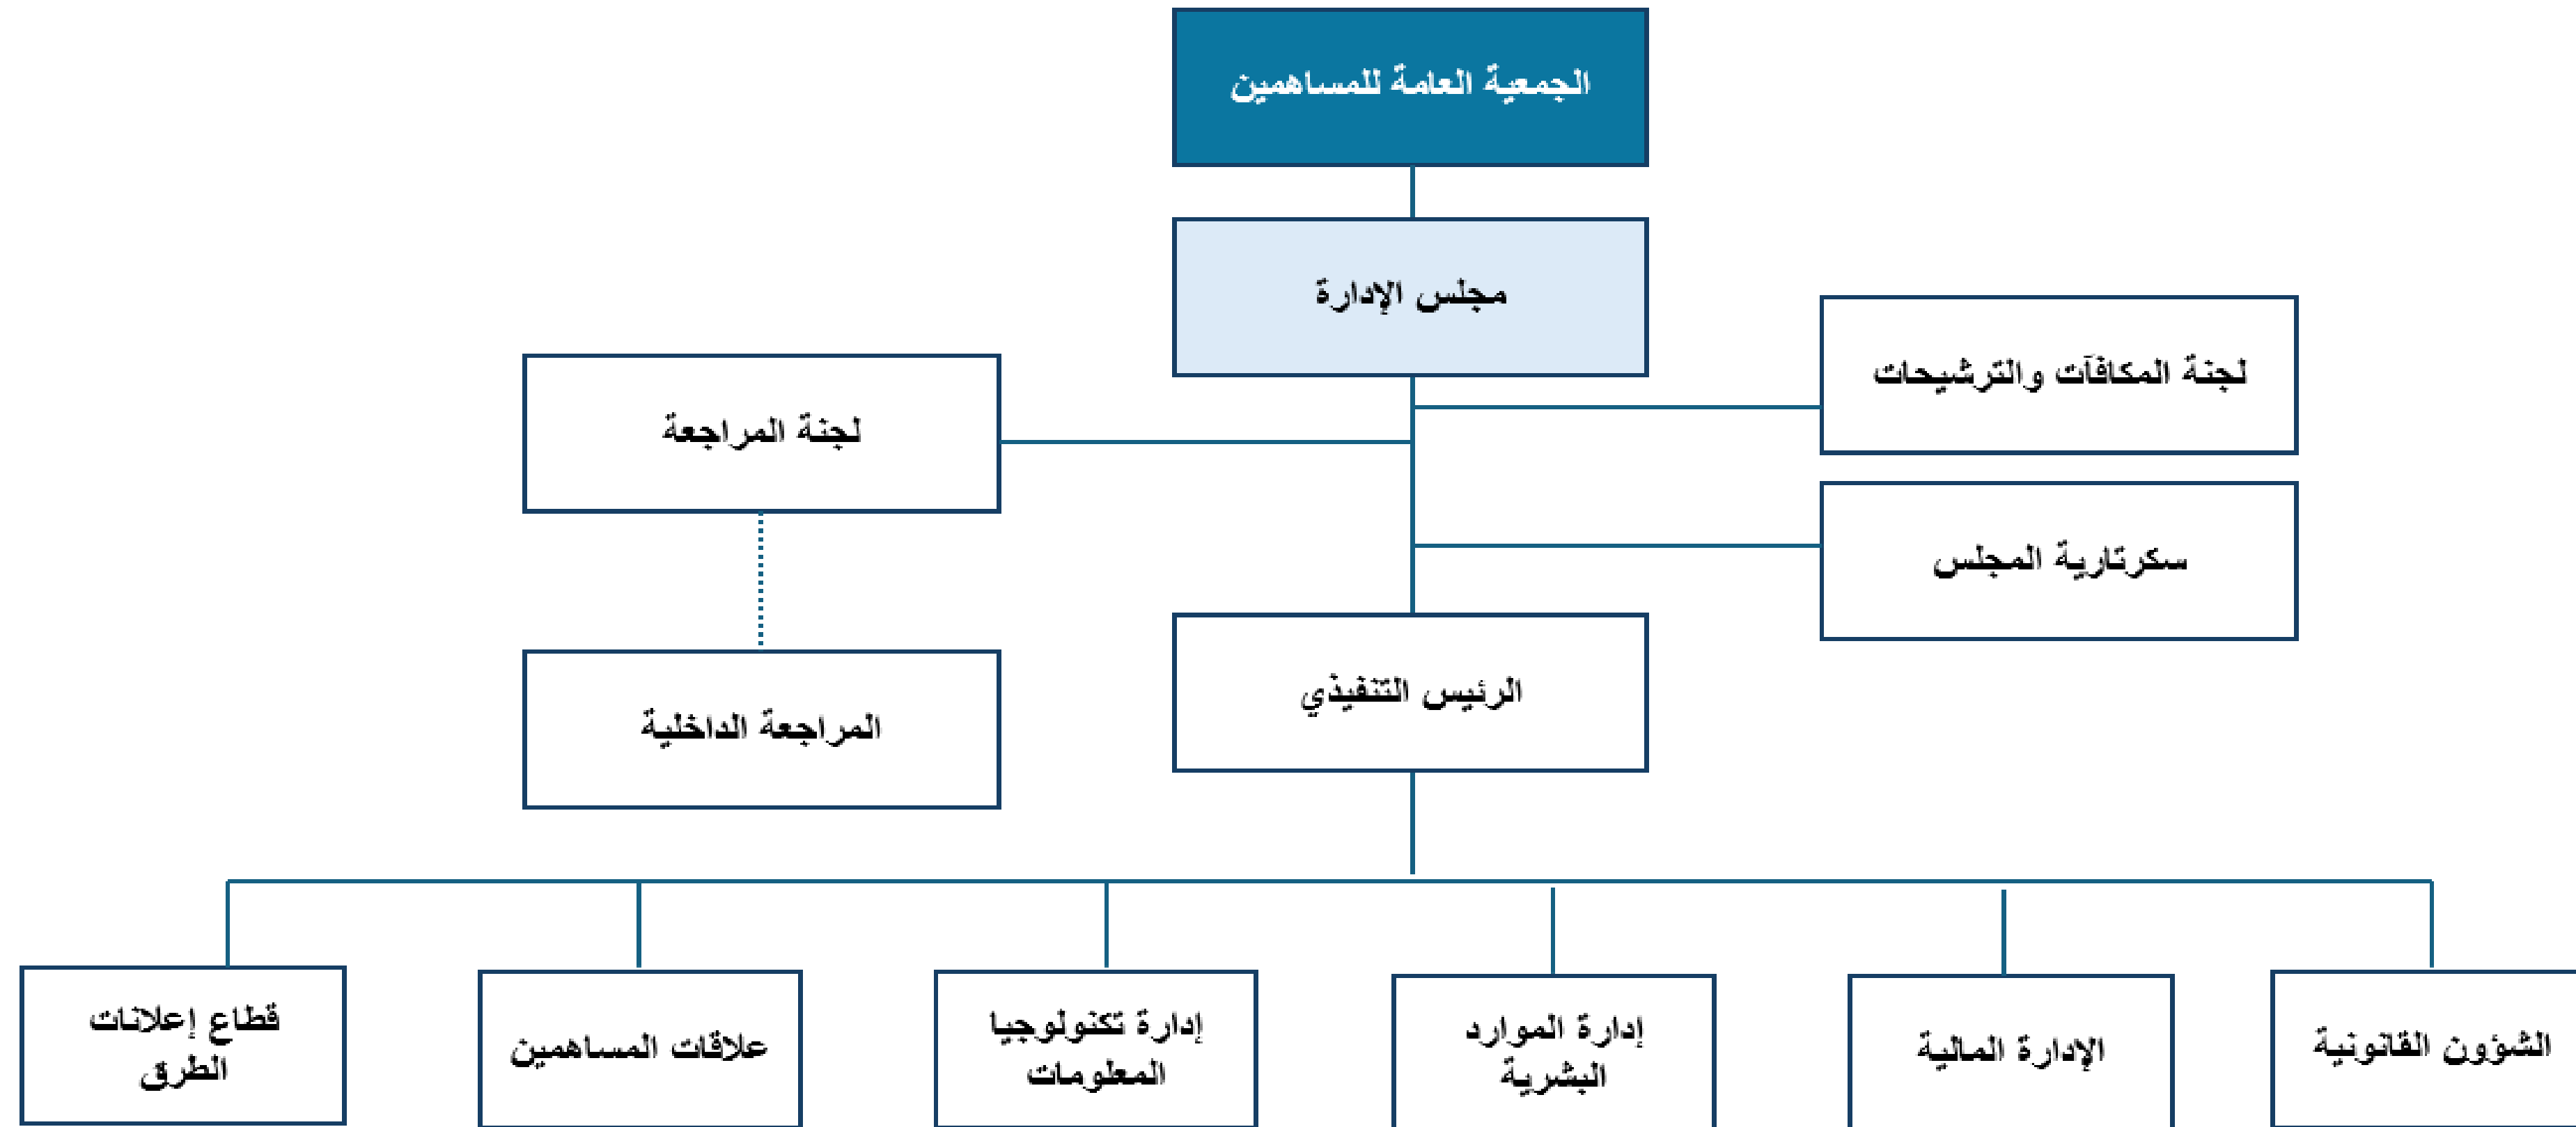 الجمعية العامة للمساهمين
مجلس الإدارة
لجنة المكافآت والترشيحات
لجنة المراجعة
سكرتارية المجلس
الرئيس التنفيذي
المراجعة الداخلية
الشؤون القانونية
الإدارة المالية
إدارة الموارد
البشرية
إدارة تكنولوجيا
المعلومات
علاقات المساهمين
قطاع إعلانات
الطرق